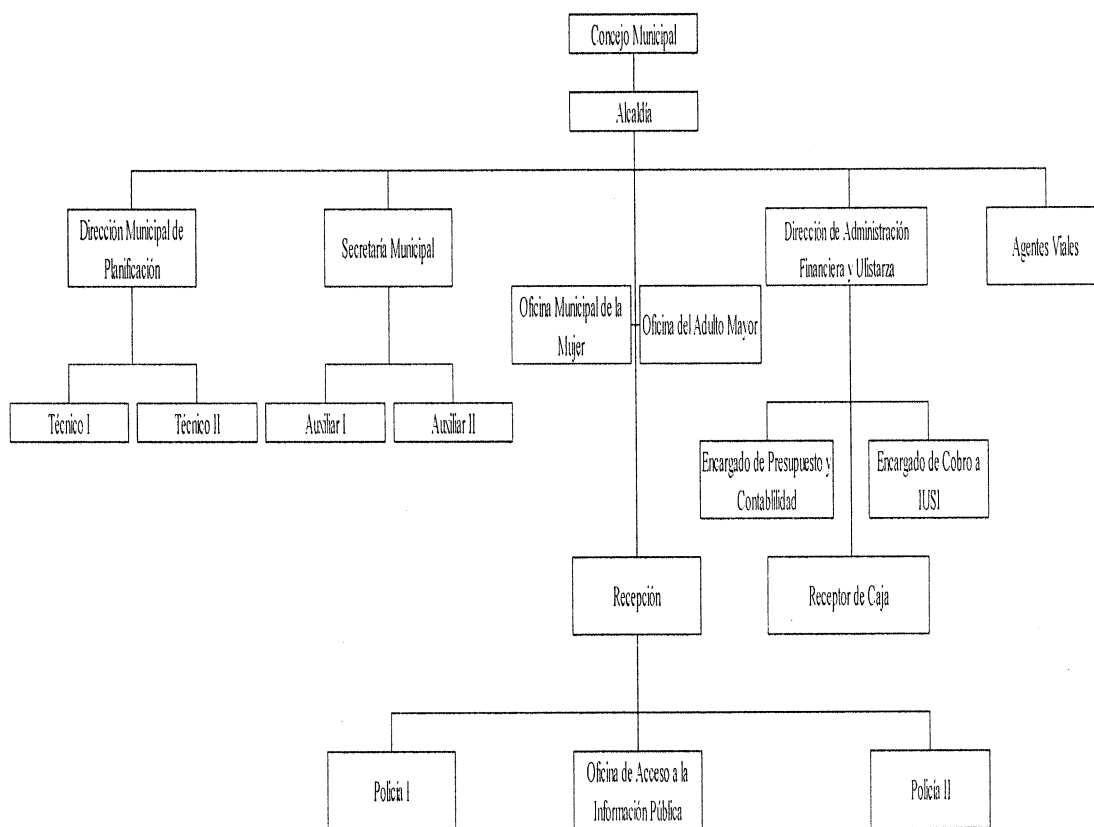 Concejo Municipal
Alcaldía
Dirección Municipal de
Planificación
Secretaría Municipal
Dirección de Administración
Financiera y Ulistarza
Agentes Viales
Oficina Municipal de la
Mujer
Oficina del Adulto Mayor
Técnico I
Técnico II
Auxiliar I
Auxiliar II
Encargado de Presupuesto y
Contablilidad
Encargado de Cobro a
IUSI
Recepción
Receptor de Caja
Policía I
Oficina de Acceso a la
Información Pública
Policía II